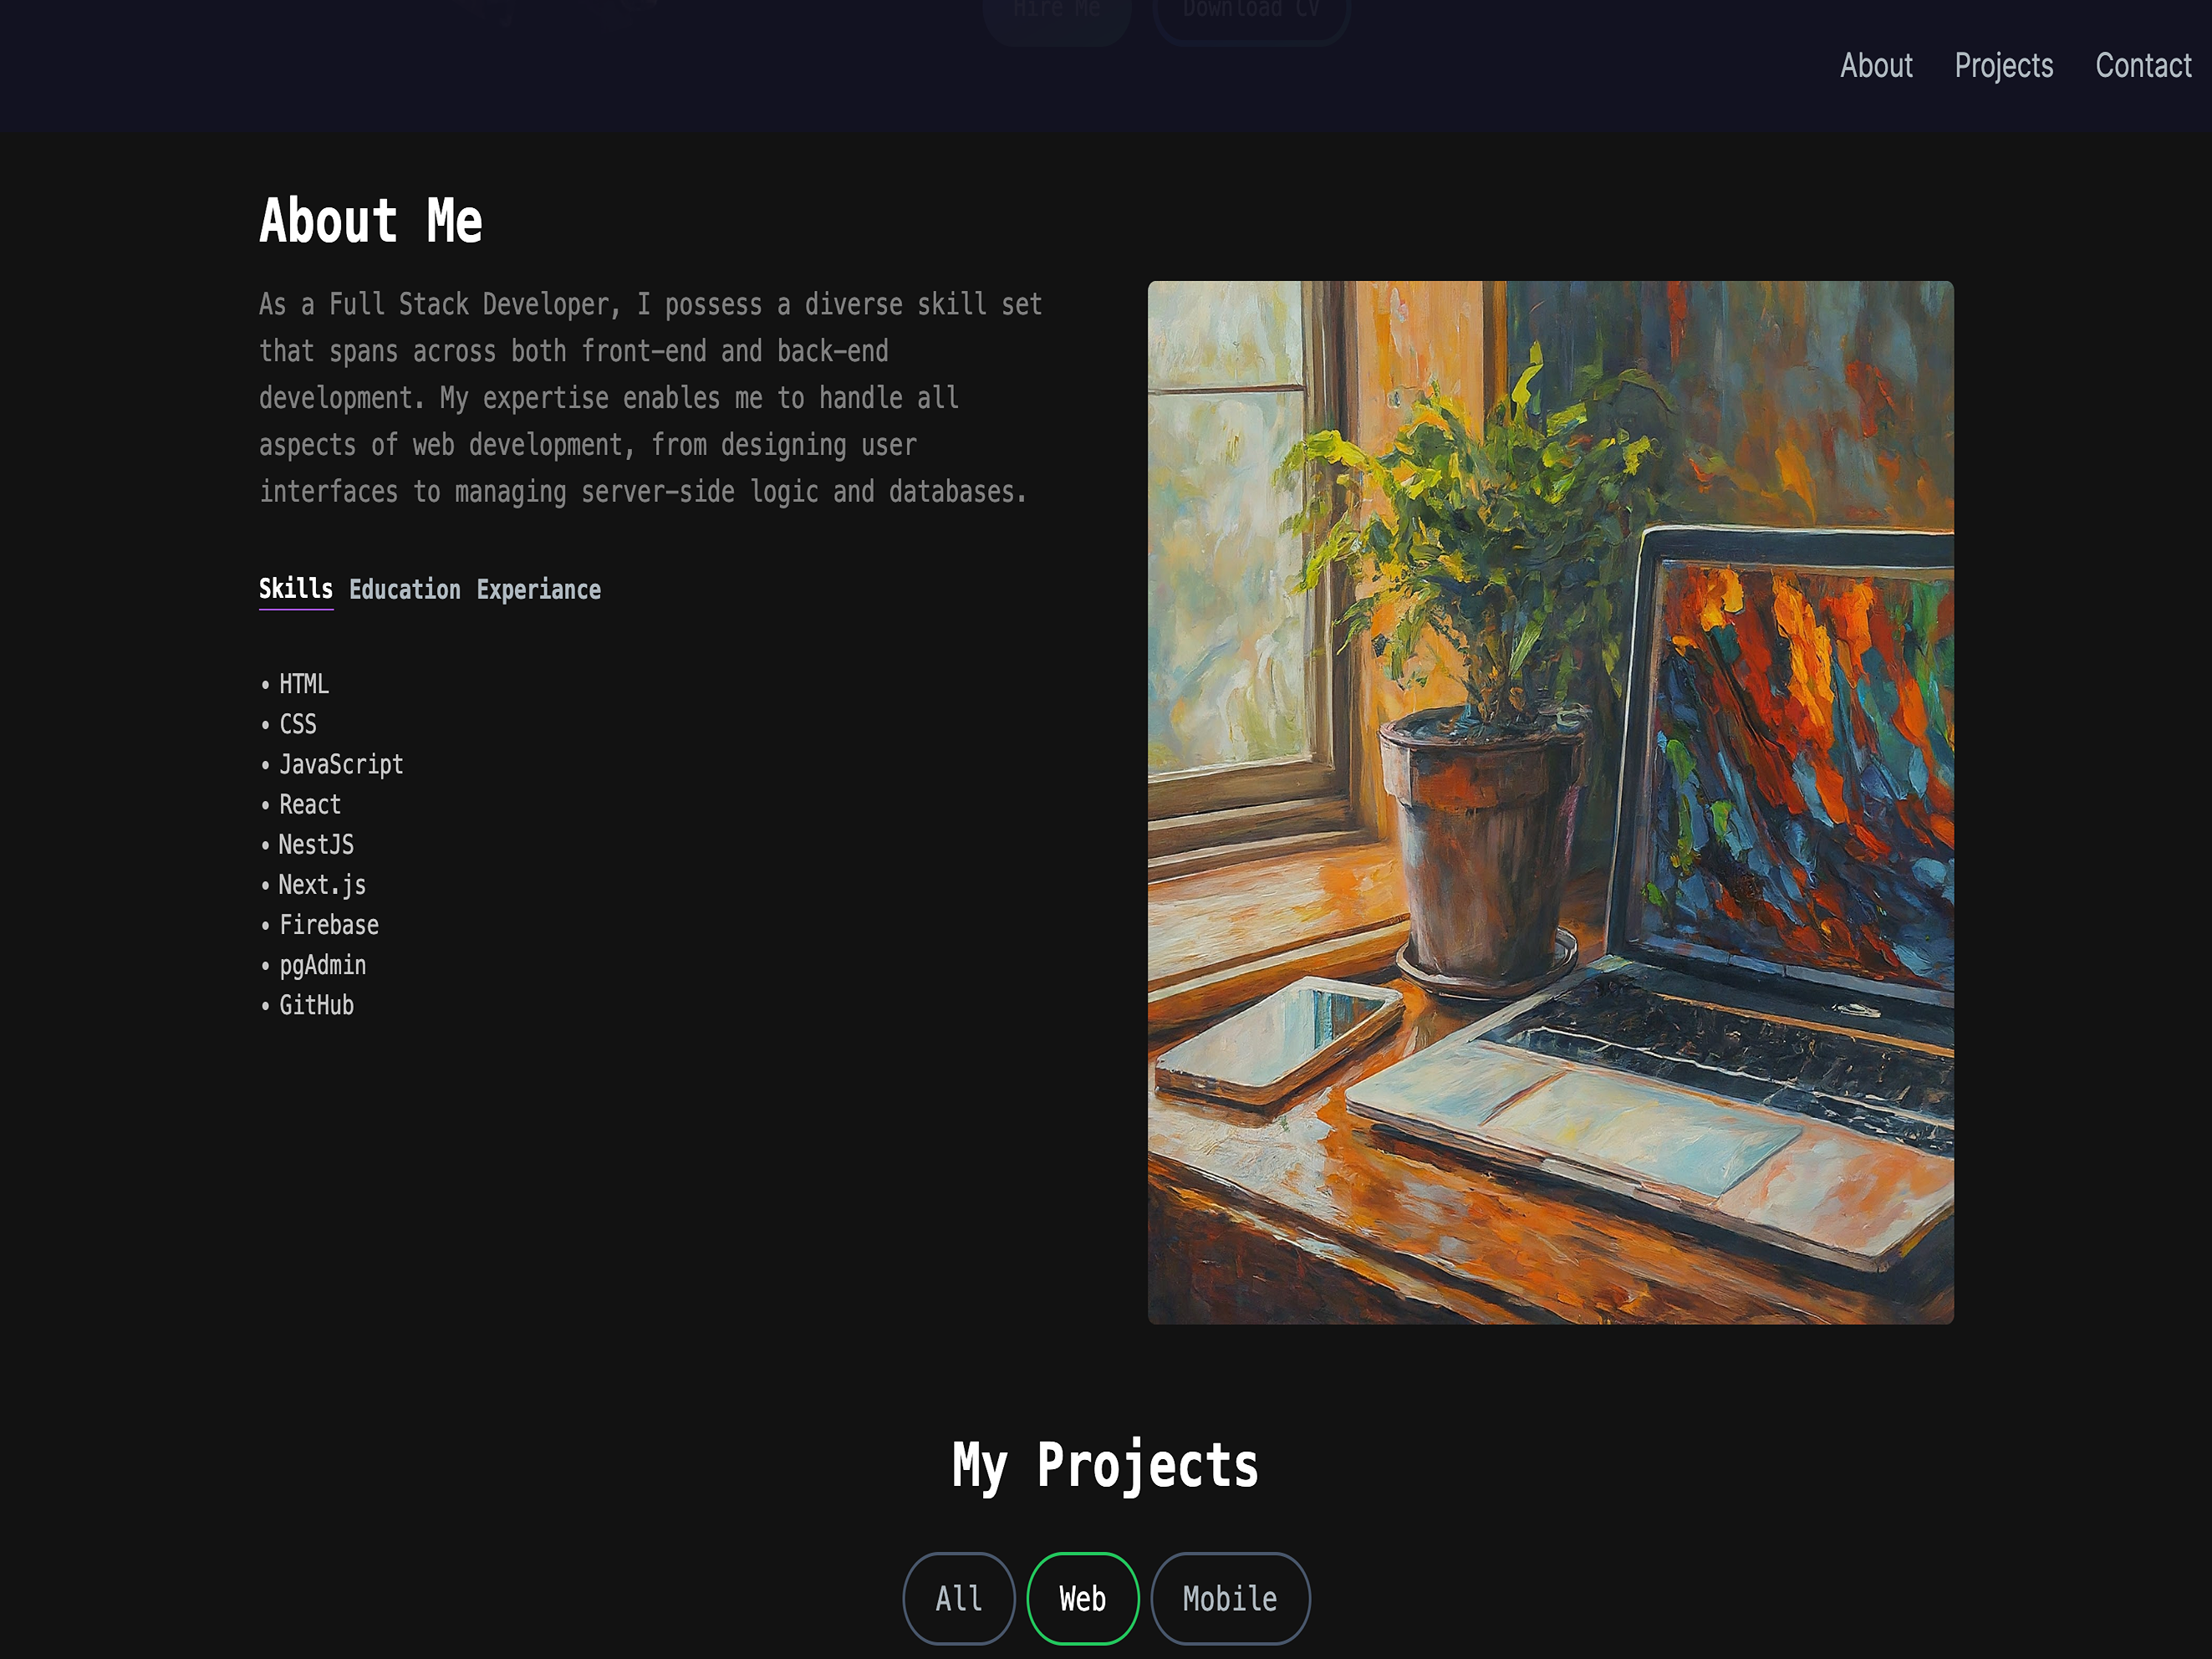 Hire Me Download CV
About Projects Contact
About Me
As a Full Stack Developer, I possess a diverse skill set
that spans across both front-end and back-end
development. My expertise enables me to handle all
aspects of web development, from designing user
interfaces to managing server-side logic and databases.
Skills Education Experiance
• HTML
• CSS
• JavaScript
• React
• NestJS
• Next.js
• Firebase
• pgAdmin
• GitHub
My Projects
All Web Mobile